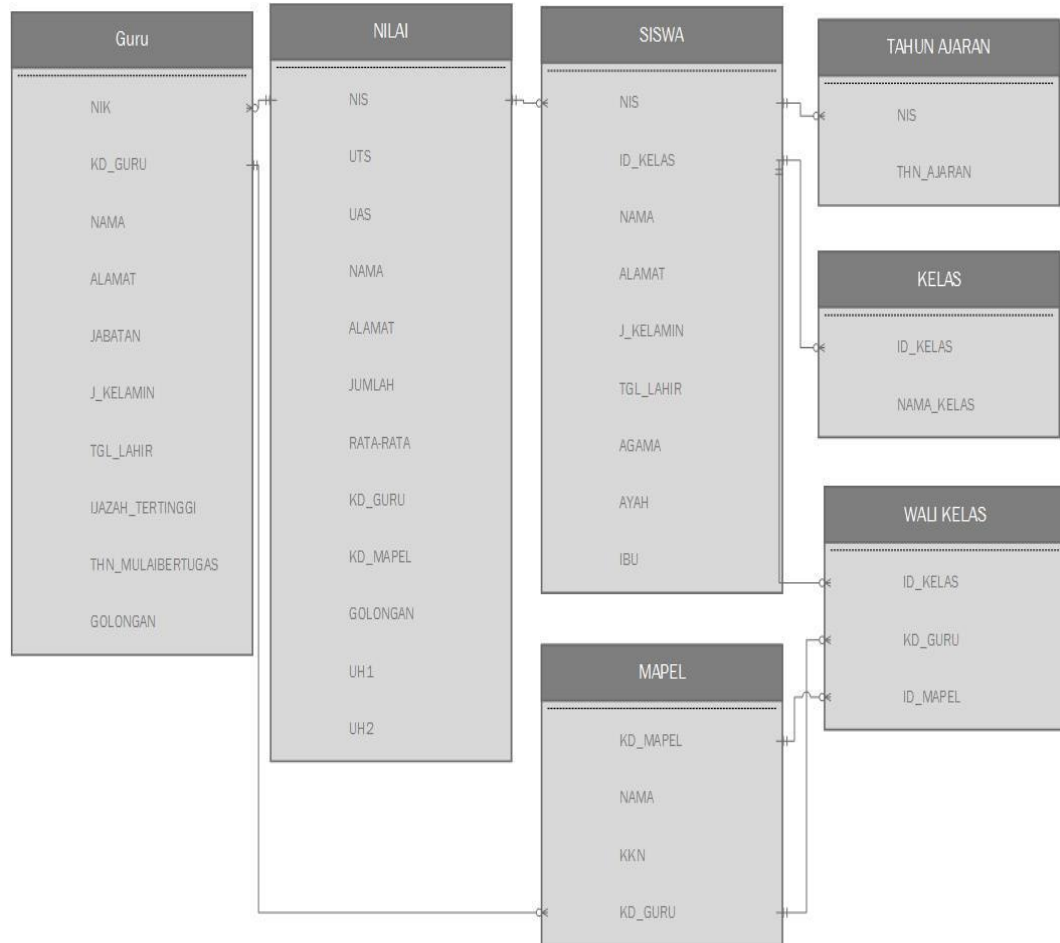 Guru
NIK
KD_GURU
NAMA
ALAMAT
JABATAN
J_KELAMIN
TGL_LAHIR
IJAZAH_TERTINGGI
THN_MULAIBERTUGAS
GOLONGAN
NILAI
NIS
UTS
UAS
NAMA
ALAMAT
JUMLAH
RATA-RATA
KD_GURU
KD_MAPEL
GOLONGAN
UH1
UH2
SISWA
NIS
ID_KELAS
NAMA
ALAMAT
J_KELAMIN
TGL_LAHIR
AGAMA
AYAH
IBU
MAPEL
KD_MAPEL
NAMA
KKN
KD_GURU
TAHUN AJARAN
NIS
THN_AJARAN
KELAS
ID_KELAS
NAMA_KELAS
WALI KELAS
ID_KELAS
KD_GURU
ID_MAPEL